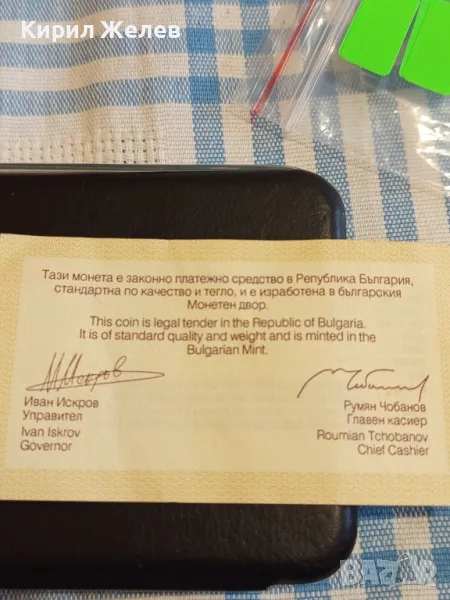 Кирил Желев
Тази монета е законно платежно средство в Република България,
стандартна по качество и тегло, и е изработена в българския
Монетен двор.
This coin is legal tender in the Republic of Bulgaria.
It is of standard quality and weight and is minted in the
Bulgarian Mint.
Иван Искров
Управител
Ivan Iskrov
Governor
Румян Чобанов
Главен касиер
Roumian Tchobanov
Chief Cashier
BAZAR